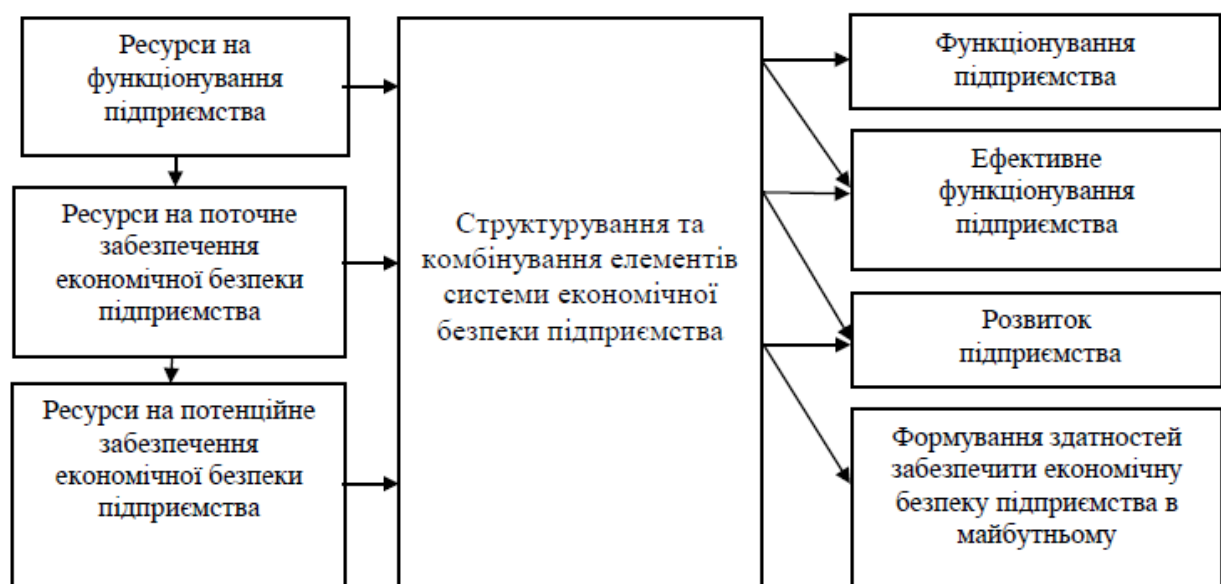 Ресурси на
функціонування
підприємства
Ресурси на поточне
забезпечення
економічної безпеки
підприємства
Ресурси на потенційне
забезпечення
економічної безпеки
підприємства
Структурування та
комбінування елементів
системи економічної
безпеки підприємства
Функціонування
підприємства
Ефективне
функціонування
підприємства
Розвиток
підприємства
Формування здатностей
забезпечити економічну
безпеку підприємства в
майбутньому